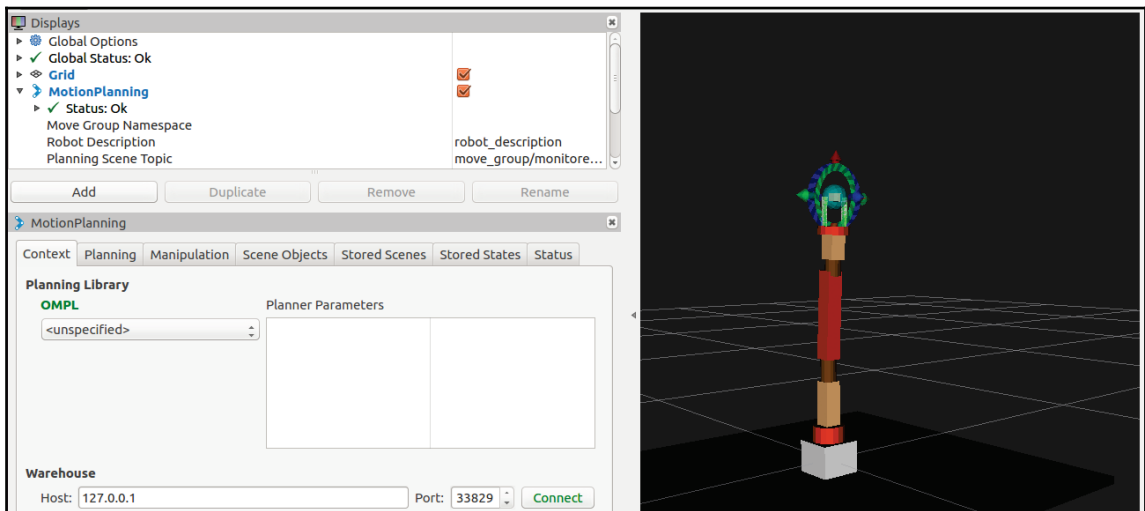 Displays
Global Options
Global Status: Ok
Grid
MotionPlanning
Status: Ok
Move Group Namespace
Robot Description robot_description
Planning Scene Topic move_group/monitore...
Add Duplicate Remove Rename
MotionPlanning
Context Planning Manipulation Scene Objects Stored Scenes Stored States Status
Planning Library
OMPL Planner Parameters
<unspecified>
Warehouse
Host: 127.0.0.1 Port: 33829 Connect